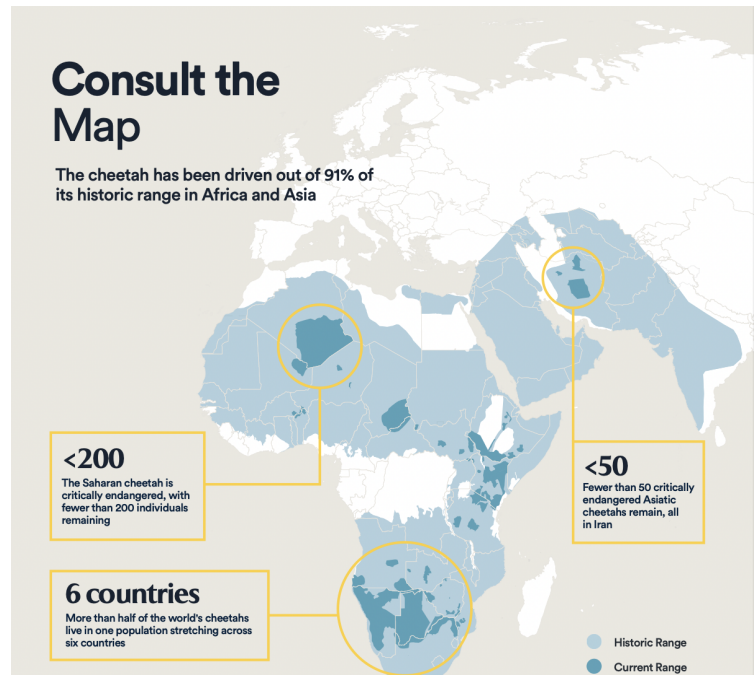 Consult the
Map
The cheetah has been driven out of 91% of
its historic range in Africa and Asia
<200
The Saharan cheetah is
critically endangered, with
fewer than 200 individuals
remaining
<50
Fewer than 50 critically
endangered Asiatic
cheetahs remain, all
in Iran
6 countries
More than half of the world's cheetahs
live in one population stretching across
six countries
Historic Range
Current Range